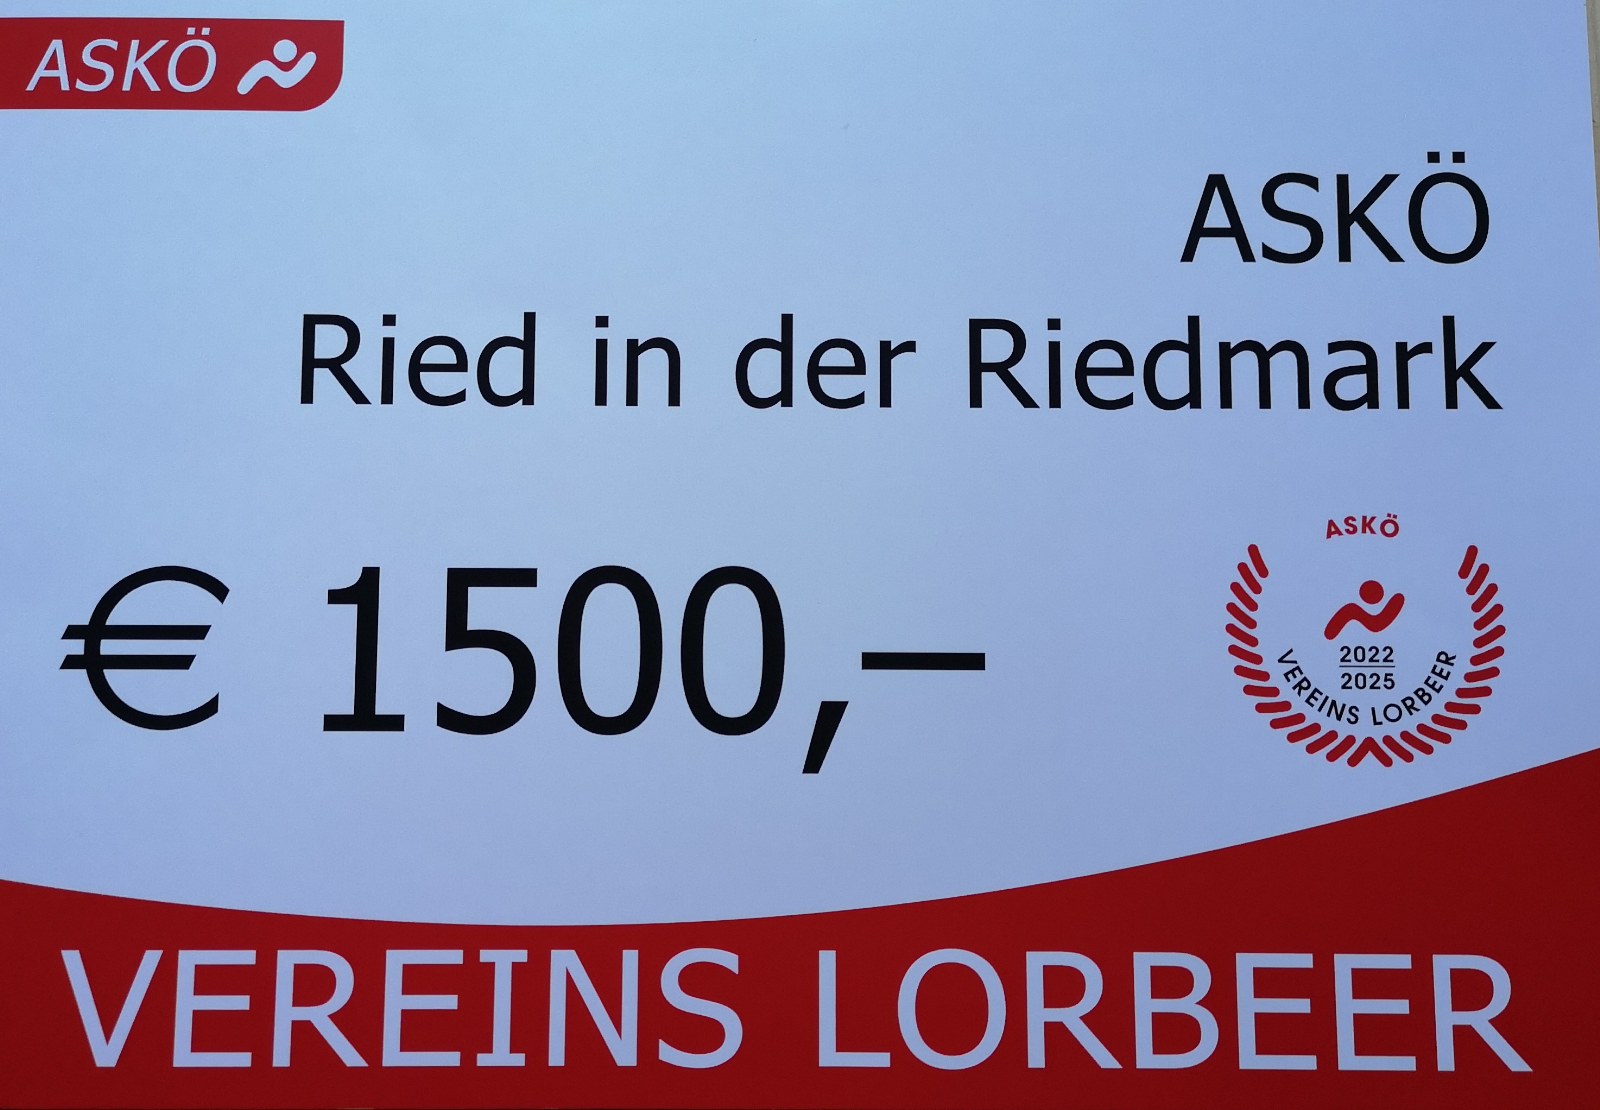 ASKÖ
ASKÖ
Ried in der Riedmark
€ 1500,–
ASKÖ
2022
2025
VEREINS LORBEER
VEREINS LORBEER